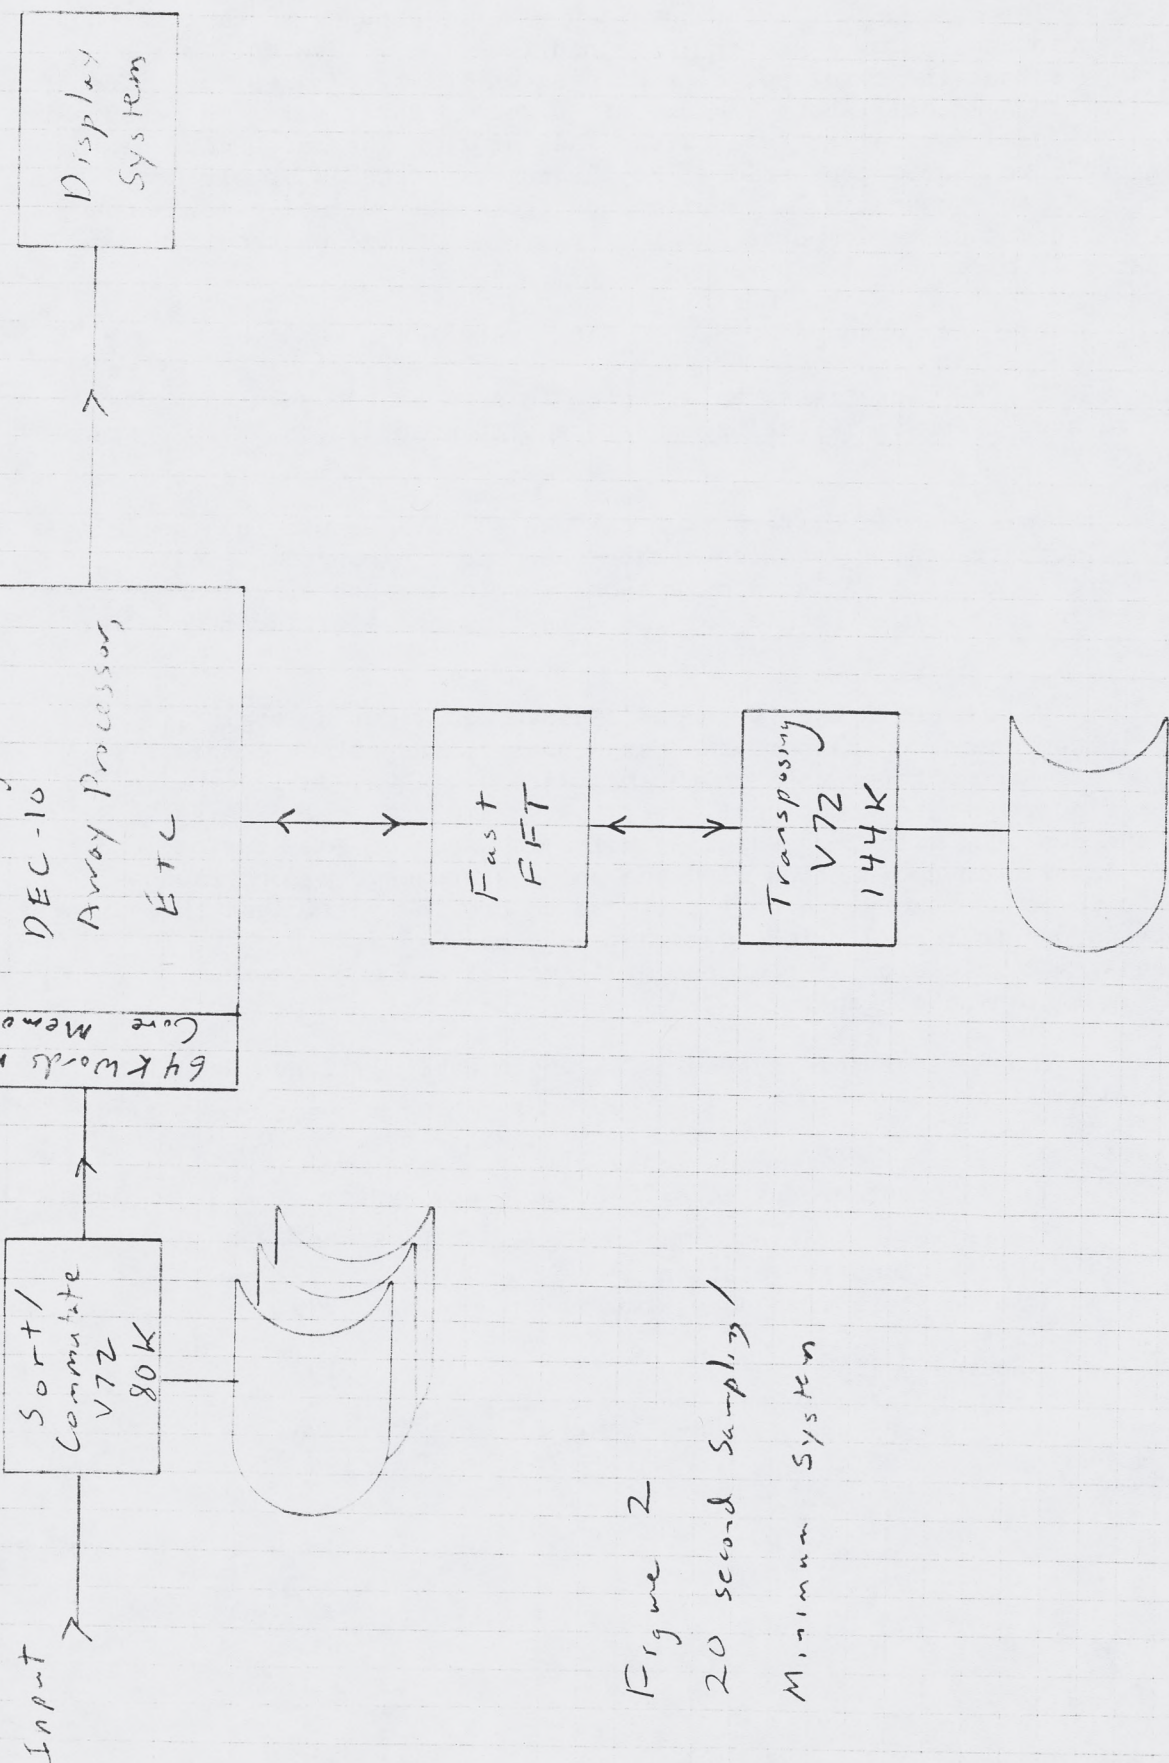 Input
Sort/
Commutate
V72
80K
64K Words
Core
DEC-10
Array Processor,
ETC
Display
System
Fast
FFT
Transposing
V72
144K
Figure 2
20 second Sampling/
Minimum System